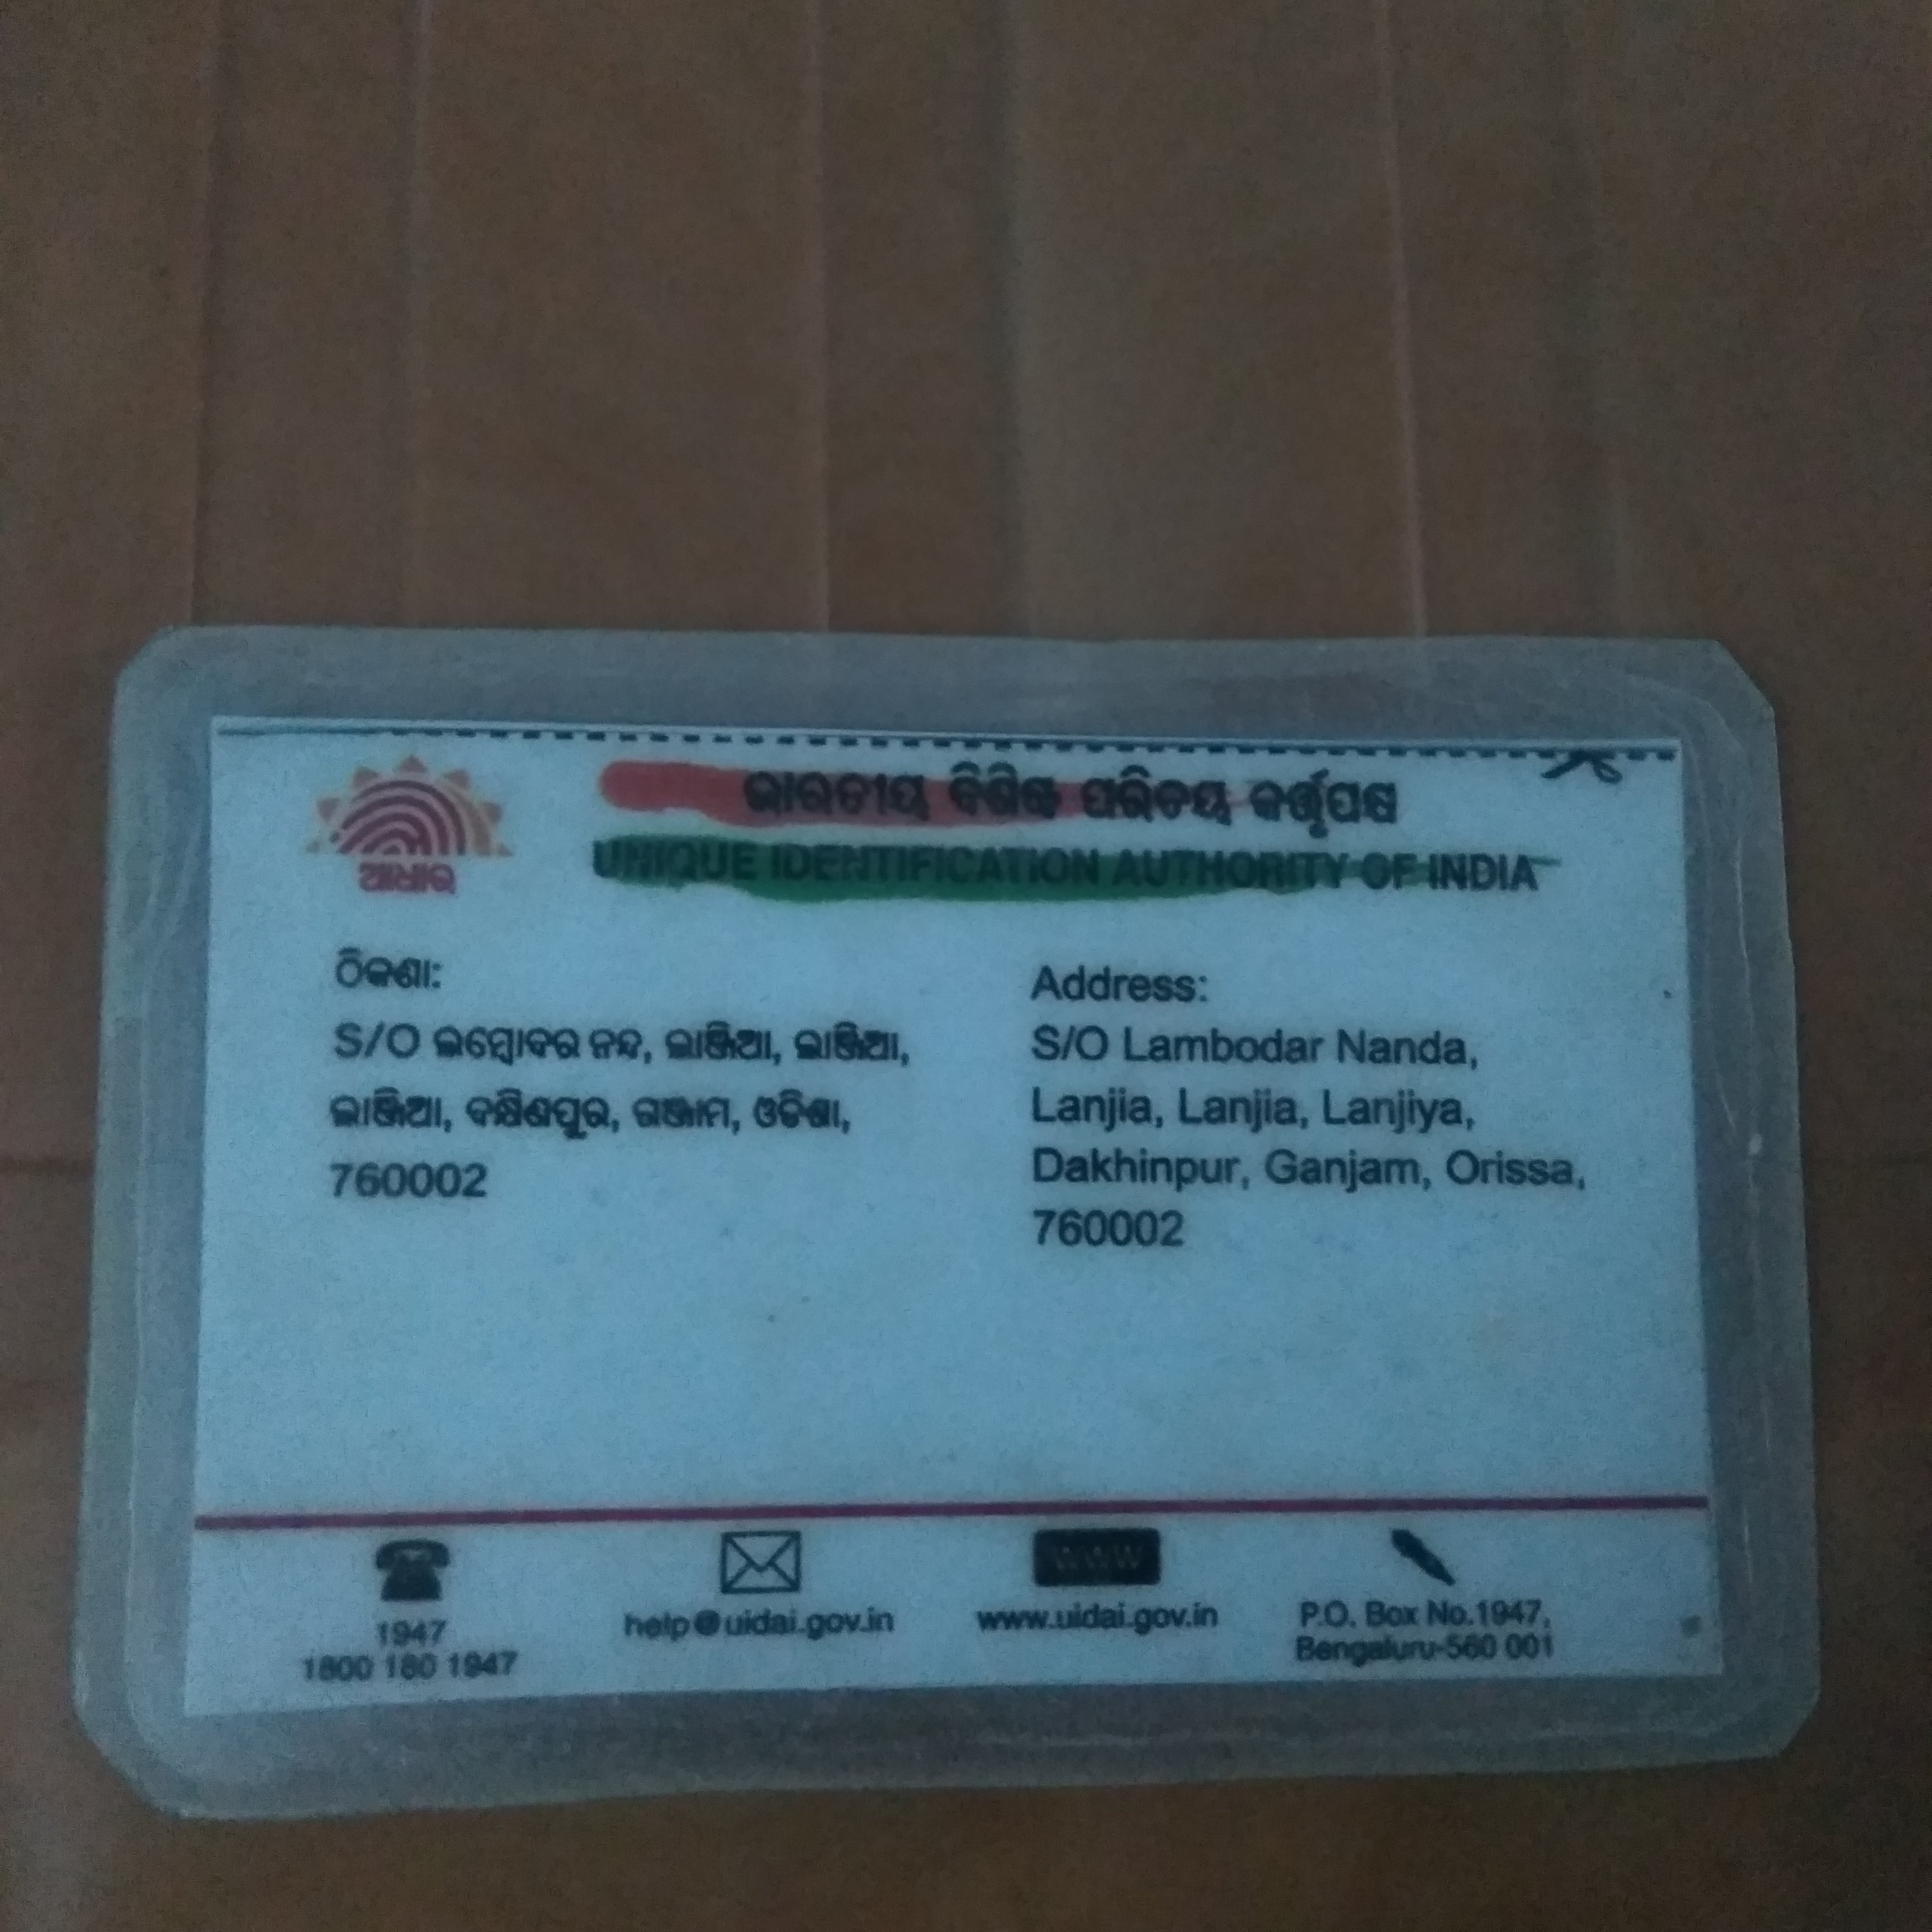 ଭାରତୀୟ ବିଶିଷ୍ଟ ପରିଚୟ କର୍ତ୍ତୃପକ୍ଷ
UNIQUE IDENTIFICATION AUTHORITY OF INDIA
ଆଧାର
ଠିକଣା:
S/O ଲମ୍ବୋଦର ନନ୍ଦ, ଲାଞ୍ଜିଆ, ଲାଞ୍ଜିଆ,
ଲାଞ୍ଜିଆ, ଦକ୍ଷିଣପୁର, ଗଞ୍ଜାମ, ଓଡିଶା,
760002
Address:
S/O Lambodar Nanda,
Lanjia, Lanjia, Lanjiya,
Dakhinpur, Ganjam, Orissa,
760002
1947
1800 180 1947
help@uidai.gov.in
WWW
www.uidai.gov.in
P.O. Box No.1947,
Bengaluru-560 001